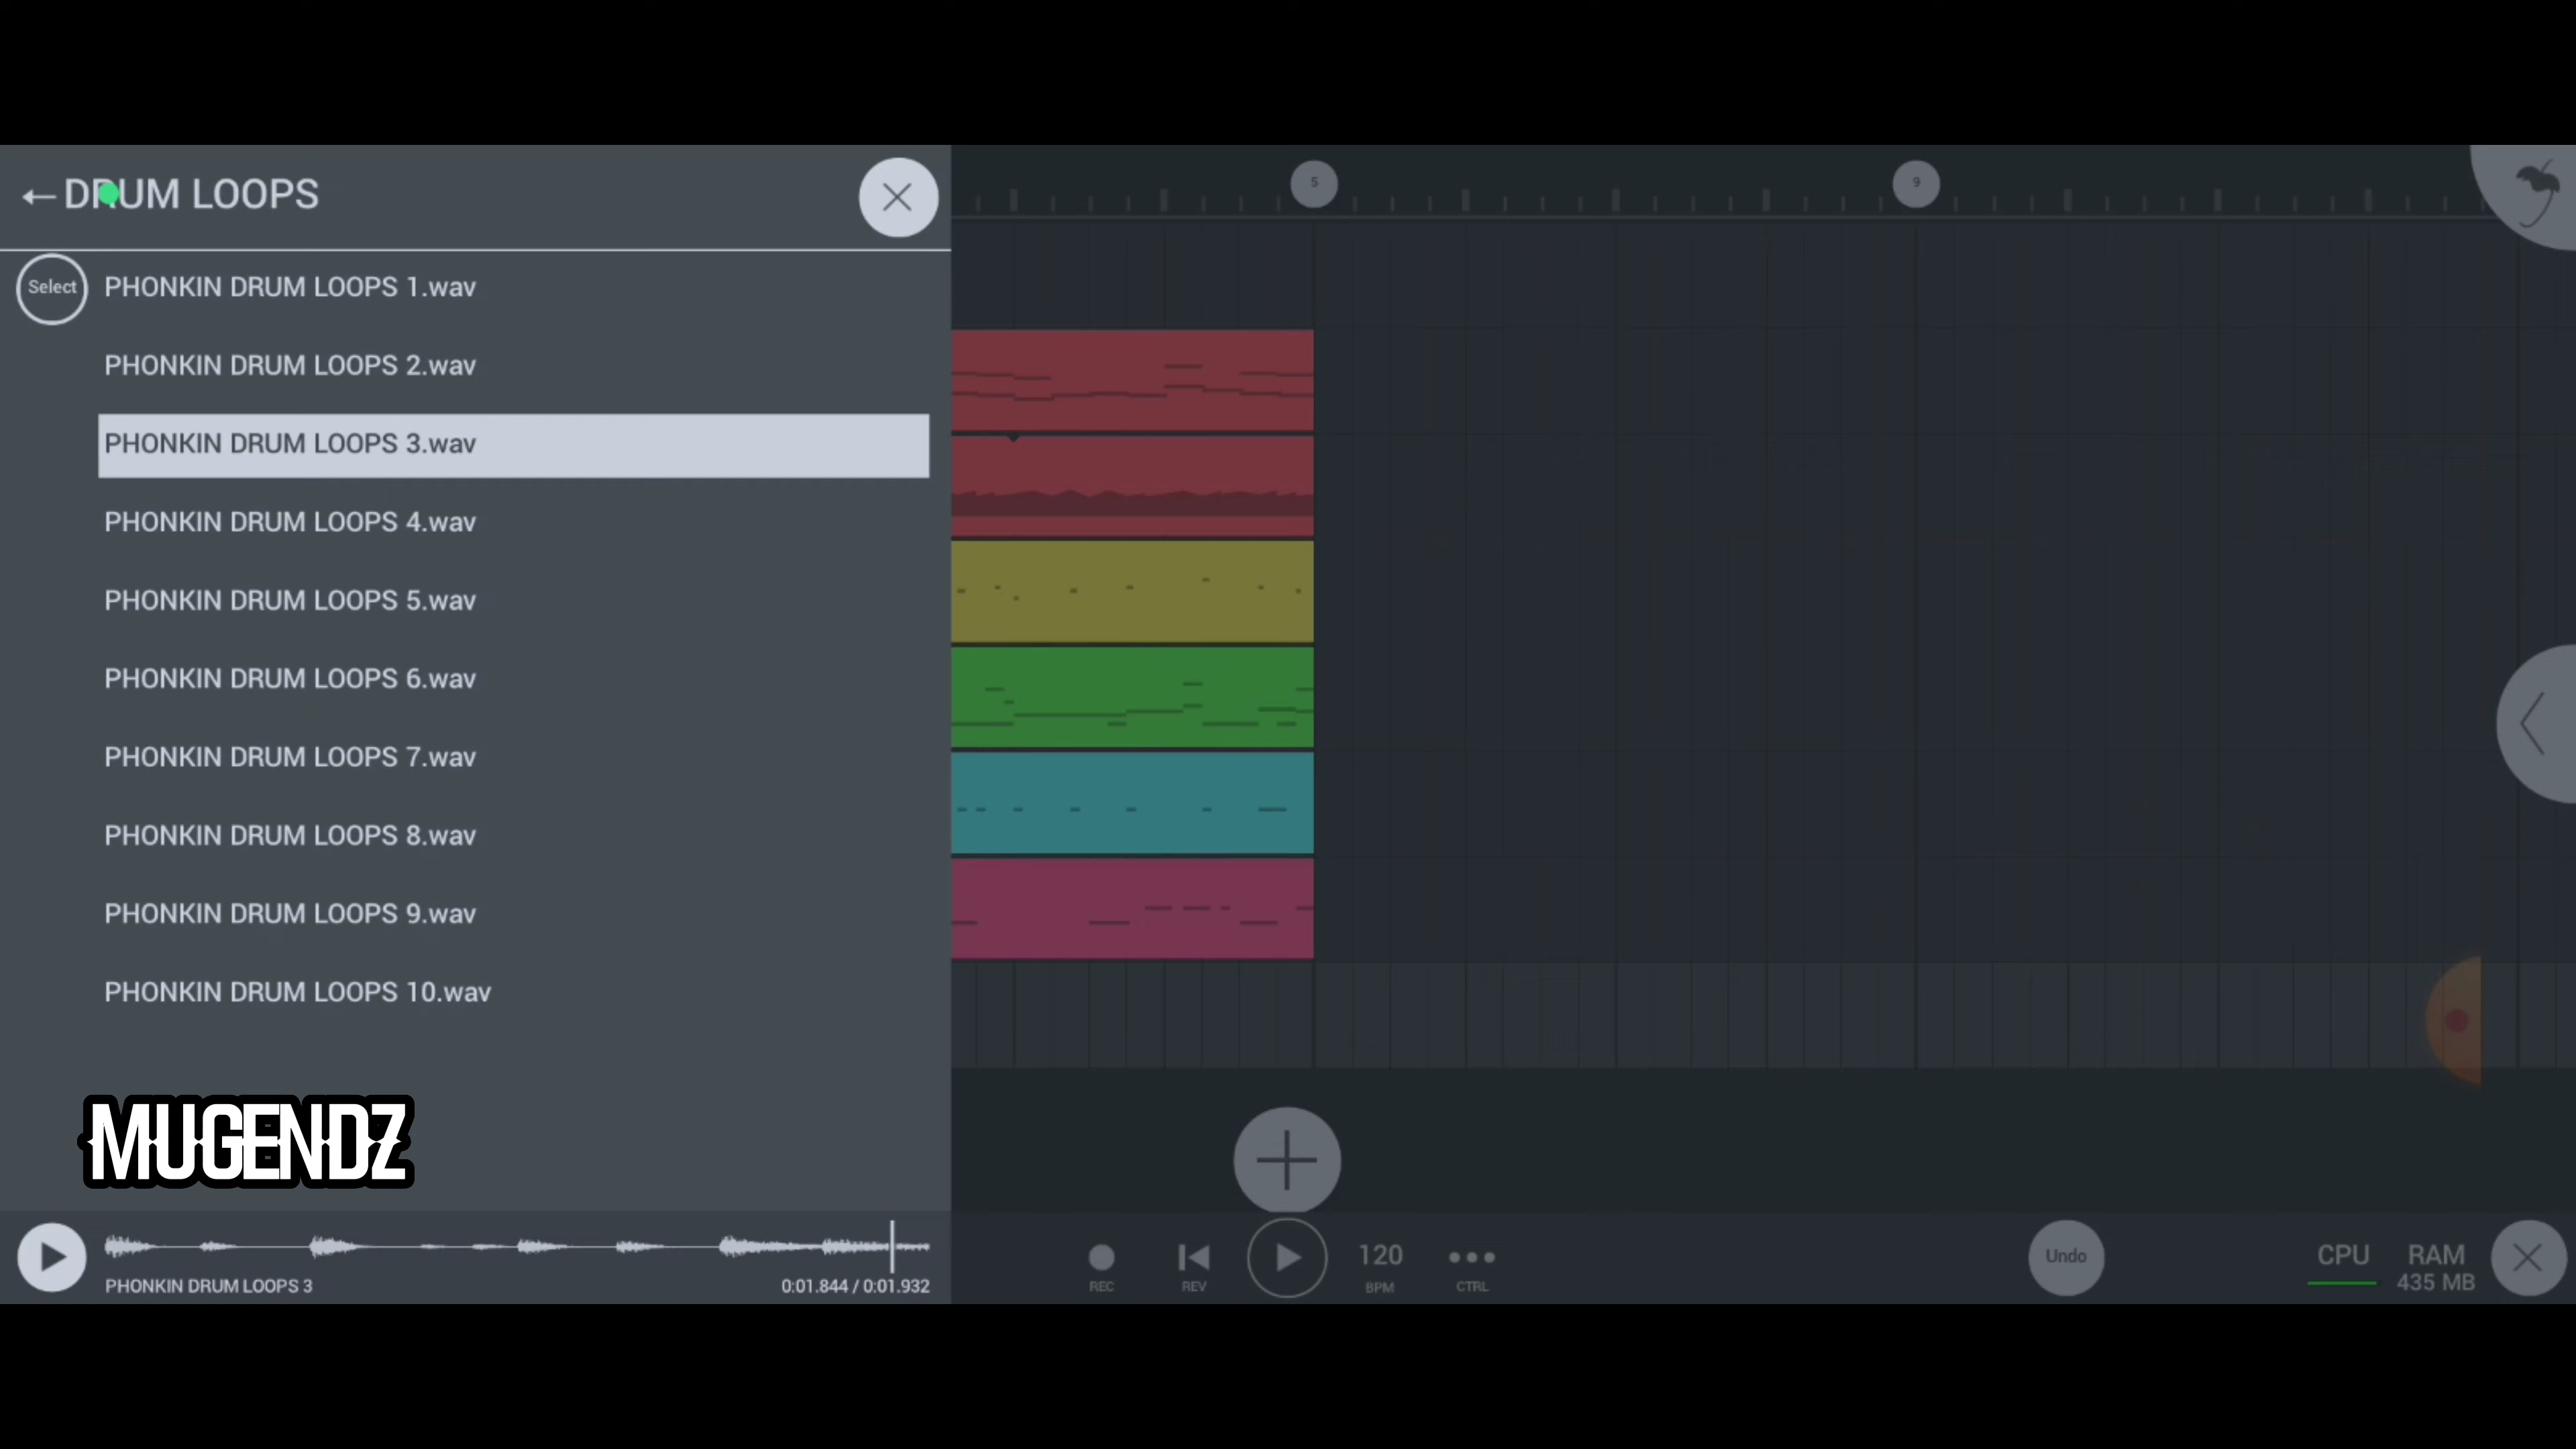 DRUM LOOPS
Select
PHONKIN DRUM LOOPS 1.wav
PHONKIN DRUM LOOPS 2.wav
PHONKIN DRUM LOOPS 3.wav
PHONKIN DRUM LOOPS 4.wav
PHONKIN DRUM LOOPS 5.wav
PHONKIN DRUM LOOPS 6.wav
PHONKIN DRUM LOOPS 7.wav
PHONKIN DRUM LOOPS 8.wav
PHONKIN DRUM LOOPS 9.wav
PHONKIN DRUM LOOPS 10.wav
MUGENDZ
PHONKIN DRUM LOOPS 3
0:01.844 / 0:01.932
5
9
REC
REV
120
BPM
CTRL
Undo
CPU
RAM
435 MB